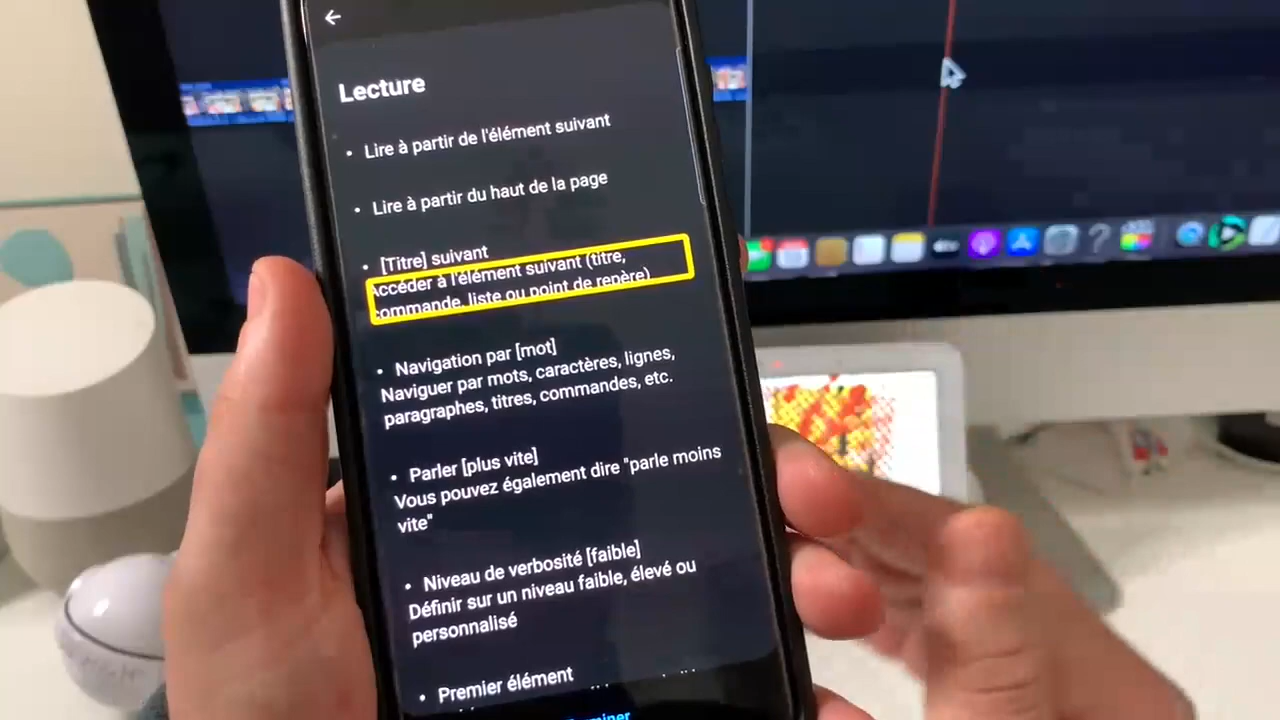 Lecture
• Lire à partir de l'élément suivant
• Lire à partir du haut de la page
• [Titre] suivant
Accéder à l'élément suivant (titre,
commande, liste ou point de repère)
• Navigation par [mot]
Naviguer par mots, caractères, lignes,
paragraphes, titres, commandes, etc.
• Parler [plus vite]
Vous pouvez également dire "parle moins
vite"
• Niveau de verbosité [faible]
Définir sur un niveau faible, élevé ou
personnalisé
• Premier élément